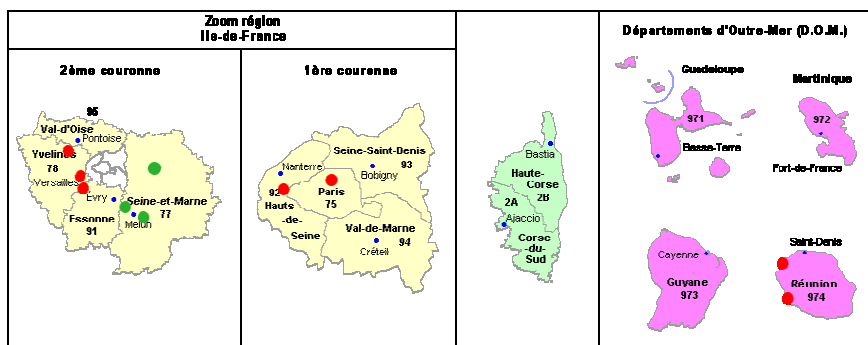 Zoom région
Ile-de-France
2ème couronne
1ère couronne
Départements d'Outre-Mer (D.O.M.)
95
Val-d'Oise
Pontoise
Yvelines
78
Versailles
Evry
Seine-et-Marne
77
Essonne
91
Melun
Seine-Saint-Denis
93
Nanterre
Bobigny
92
Hauts
-de-
Seine
Paris
75
Val-de-Marne
94
Créteil
Bastia
Haute-
Corse
2B
2A
Ajaccio
Corse
-du-
Sud
Guadeloupe
971
Basse-Terre
Martinique
972
Fort-de-France
Cayenne
Guyane
973
Saint-Denis
Réunion
974